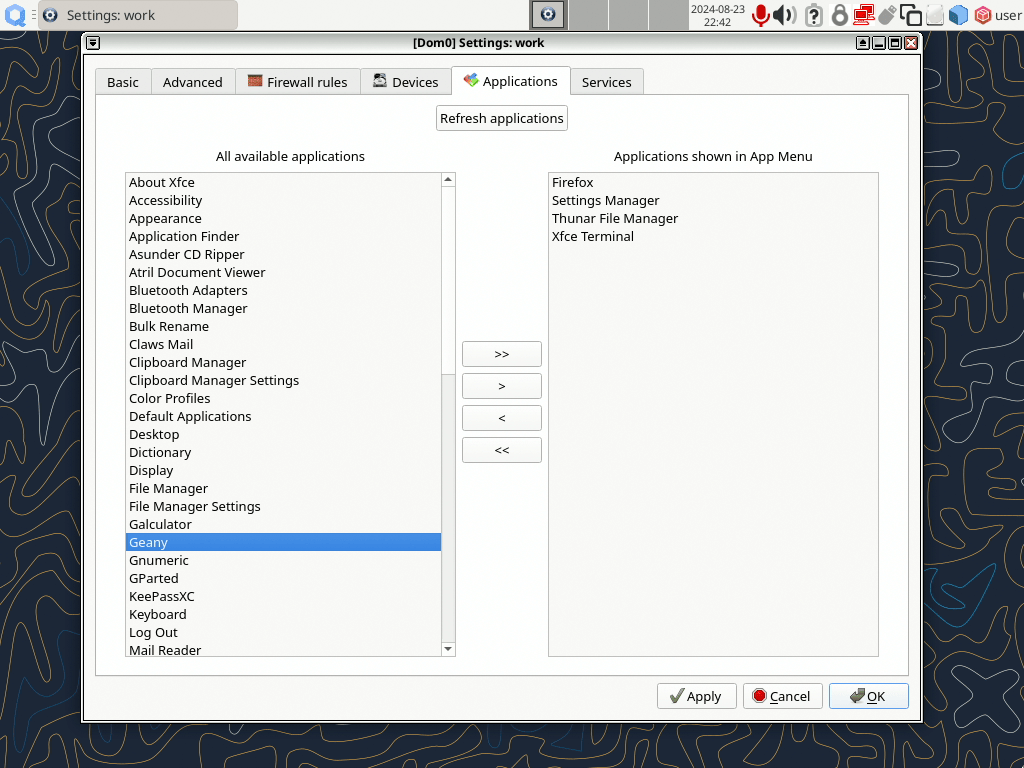 Settings: work
2024-08-23
22:42
user
[Dom0] Settings: work
Basic
Advanced
Firewall rules
Devices
Applications
Services
Refresh applications
All available applications
Applications shown in App Menu
About Xfce
Accessibility
Appearance
Application Finder
Asunder CD Ripper
Atril Document Viewer
Bluetooth Adapters
Bluetooth Manager
Bulk Rename
Claws Mail
Clipboard Manager
Clipboard Manager Settings
Color Profiles
Default Applications
Desktop
Dictionary
Display
File Manager
File Manager Settings
Galculator
Geany
Gnumeric
GParted
KeePassXC
Keyboard
Log Out
Mail Reader
>>
>
<
<<
Firefox
Settings Manager
Thunar File Manager
Xfce Terminal
Apply
Cancel
OK